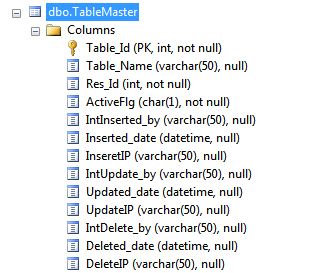 dbo.TableMaster
Columns
Table_Id (PK, int, not null)
Table_Name (varchar(50), null)
Res_Id (int, not null)
ActiveFlg (char(1), not null)
IntInserted_by (varchar(50), null)
Inserted_date (datetime, null)
InseretIP (varchar(50), null)
IntUpdate_by (varchar(50), null)
Updated_date (datetime, null)
UpdateIP (varchar(50), null)
IntDelete_by (varchar(50), null)
Deleted_date (datetime, null)
DeleteIP (varchar(50), null)